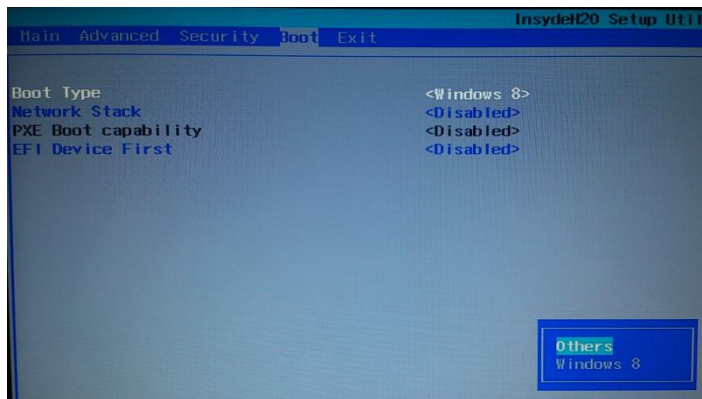 InsydeH2O Setup Util
Main Advanced Security Boot Exit
Boot Type <Windows 8>
Network Stack <Disabled>
PXE Boot capability <Disabled>
EFI Device First <Disabled>
Others
Windows 8